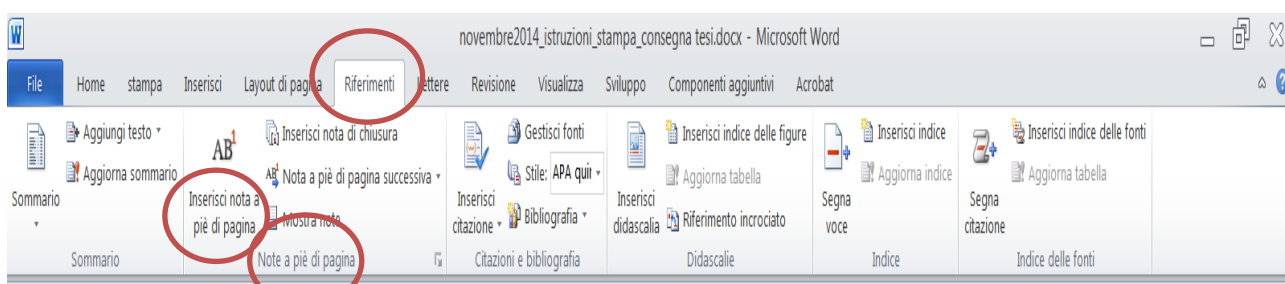 W
novembre2014_istruzioni_stampa_consegna tesi.docx - Microsoft Word
File Home stampa Inserisci Layout di pagina Riferimenti Lettere Revisione Visualizza Sviluppo Componenti aggiuntivi Acrobat
Sommario
Aggiungi testo
Aggiorna sommario
Sommario
AB1
Inserisci nota a
piè di pagina
Inserisci nota di chiusura
AB1 Nota a piè di pagina successiva
Mostra note
Note a piè di pagina
Inserisci
citazione
Gestisci fonti
Stile: APA quir
Bibliografia
Citazioni e bibliografia
Inserisci
didascalia
Inserisci indice delle figure
Aggiorna tabella
Riferimento incrociato
Didascalie
Segna
voce
Inserisci indice
Aggiorna indice
Indice
Segna
citazione
Inserisci indice delle fonti
Aggiorna tabella
Indice delle fonti